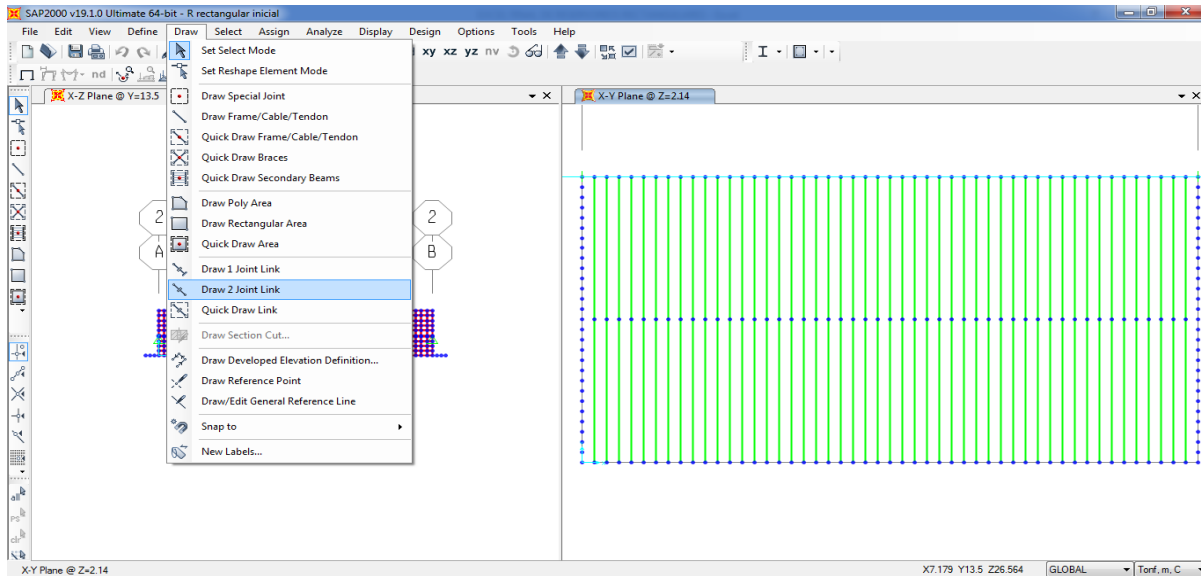 SAP2000 v19.1.0 Ultimate 64-bit - R rectangular inicial
File Edit View Define Draw Select Assign Analyze Display Design Options Tools Help
xy xz yz nv
nd
Set Select Mode
Set Reshape Element Mode
X-Z Plane @ Y=13.5
X-Y Plane @ Z=2.14
Draw Special Joint
Draw Frame/Cable/Tendon
Quick Draw Frame/Cable/Tendon
Quick Draw Braces
Quick Draw Secondary Beams
Draw Poly Area
Draw Rectangular Area
Quick Draw Area
Draw 1 Joint Link
Draw 2 Joint Link
Quick Draw Link
Draw Section Cut...
Draw Developed Elevation Definition...
Draw Reference Point
Draw/Edit General Reference Line
Snap to
New Labels...
2 2
A B
all
ps
clr
X-Y Plane @ Z=2.14
X7.179 Y13.5 Z26.564
GLOBAL
Tonf, m, C